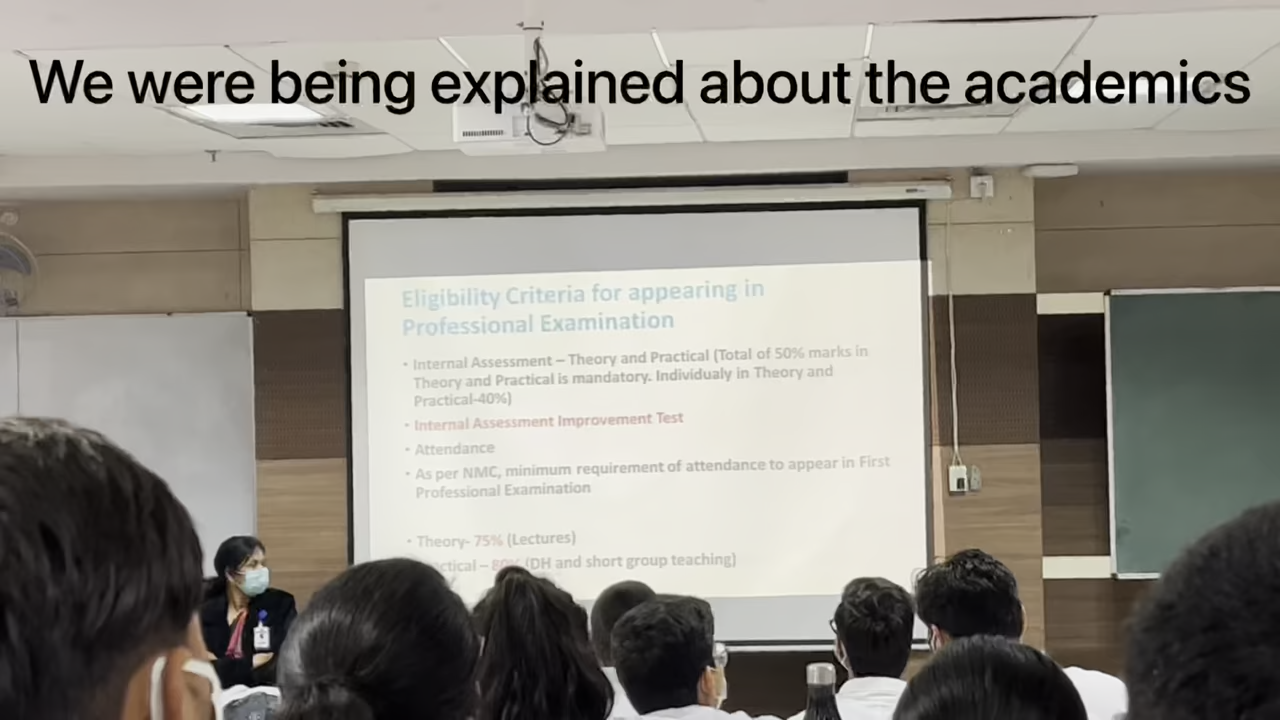 We were being explained about the academics
Eligibility Criteria for appearing in
Professional Examination
• Internal Assessment – Theory and Practical (Total of 50% marks in
Theory and Practical is mandatory. Individualy in Theory and
Practical-40%)
• Internal Assessment Improvement Test
• Attendance
• As per NMC, minimum requirement of attendance to appear in First
Professional Examination
• Theory- 75% (Lectures)
– 80% (DH and short group teaching)